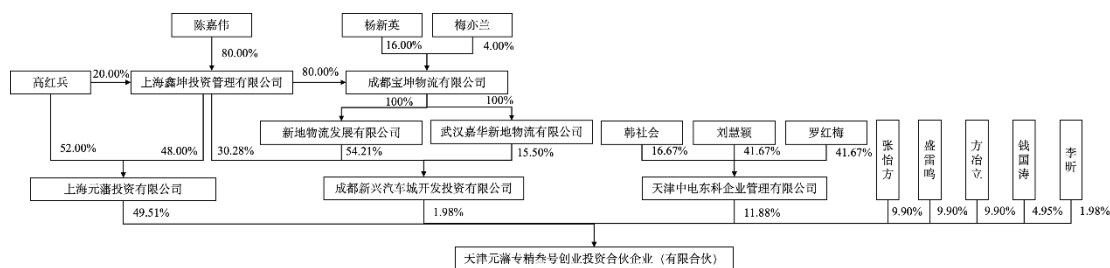 陈嘉伟
杨新英
梅亦兰
80.00%
16.00%
4.00%
高红兵
20.00%
上海鑫坤投资管理有限公司
80.00%
成都宝坤物流有限公司
100%
100%
新地物流发展有限公司
武汉嘉华新地物流有限公司
韩社会
刘慧颖
罗红梅
张怡方
盛雷鸣
方冶立
钱国涛
李昕
52.00%
48.00%
30.28%
54.21%
15.50%
16.67%
41.67%
41.67%
上海元藩投资有限公司
成都新兴汽车城开发投资有限公司
天津中电东科企业管理有限公司
49.51%
1.98%
11.88%
9.90%
9.90%
9.90%
4.95%
1.98%
天津元藩专精叁号创业投资合伙企业（有限合伙）